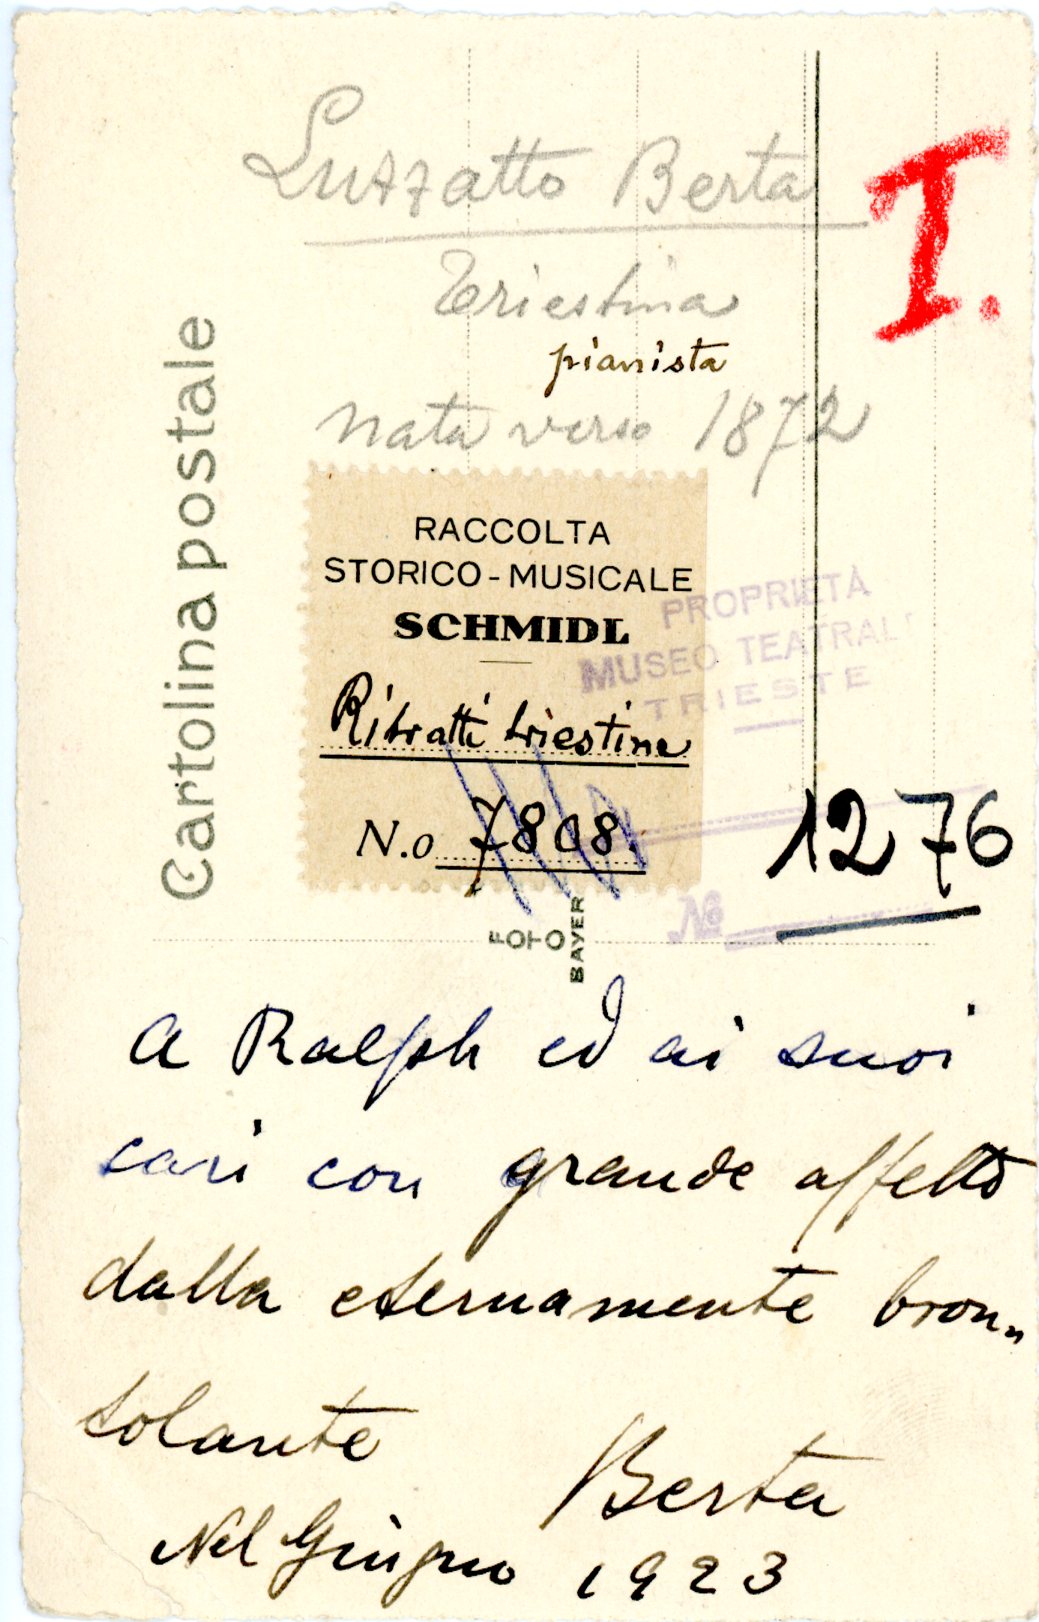 Luzzatto Berta
Triestina
pianista
nata verso 1872
I.
Cartolina postale
RACCOLTA
STORICO-MUSICALE
SCHMIDL
Ritratti triestine
N.o 7808.
PROPRIETÀ
MUSEO TEATRALE
TRIESTE
No
1276
FOTO
BAYER
A Ralph ed ai suoi
cari con grande affetto
dalla eternamente bron„
tolante
Berta
Nel Giugno 1923